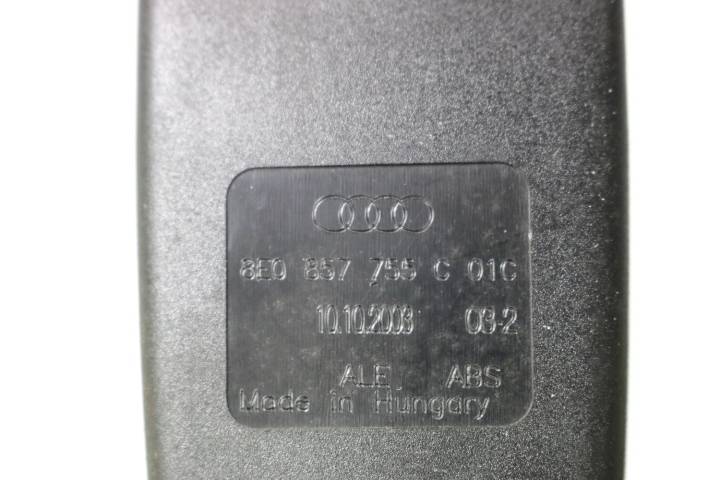 8E0 857 755 C 01C
10.10.2003 03-2
ALE, ABS
Made in Hungary